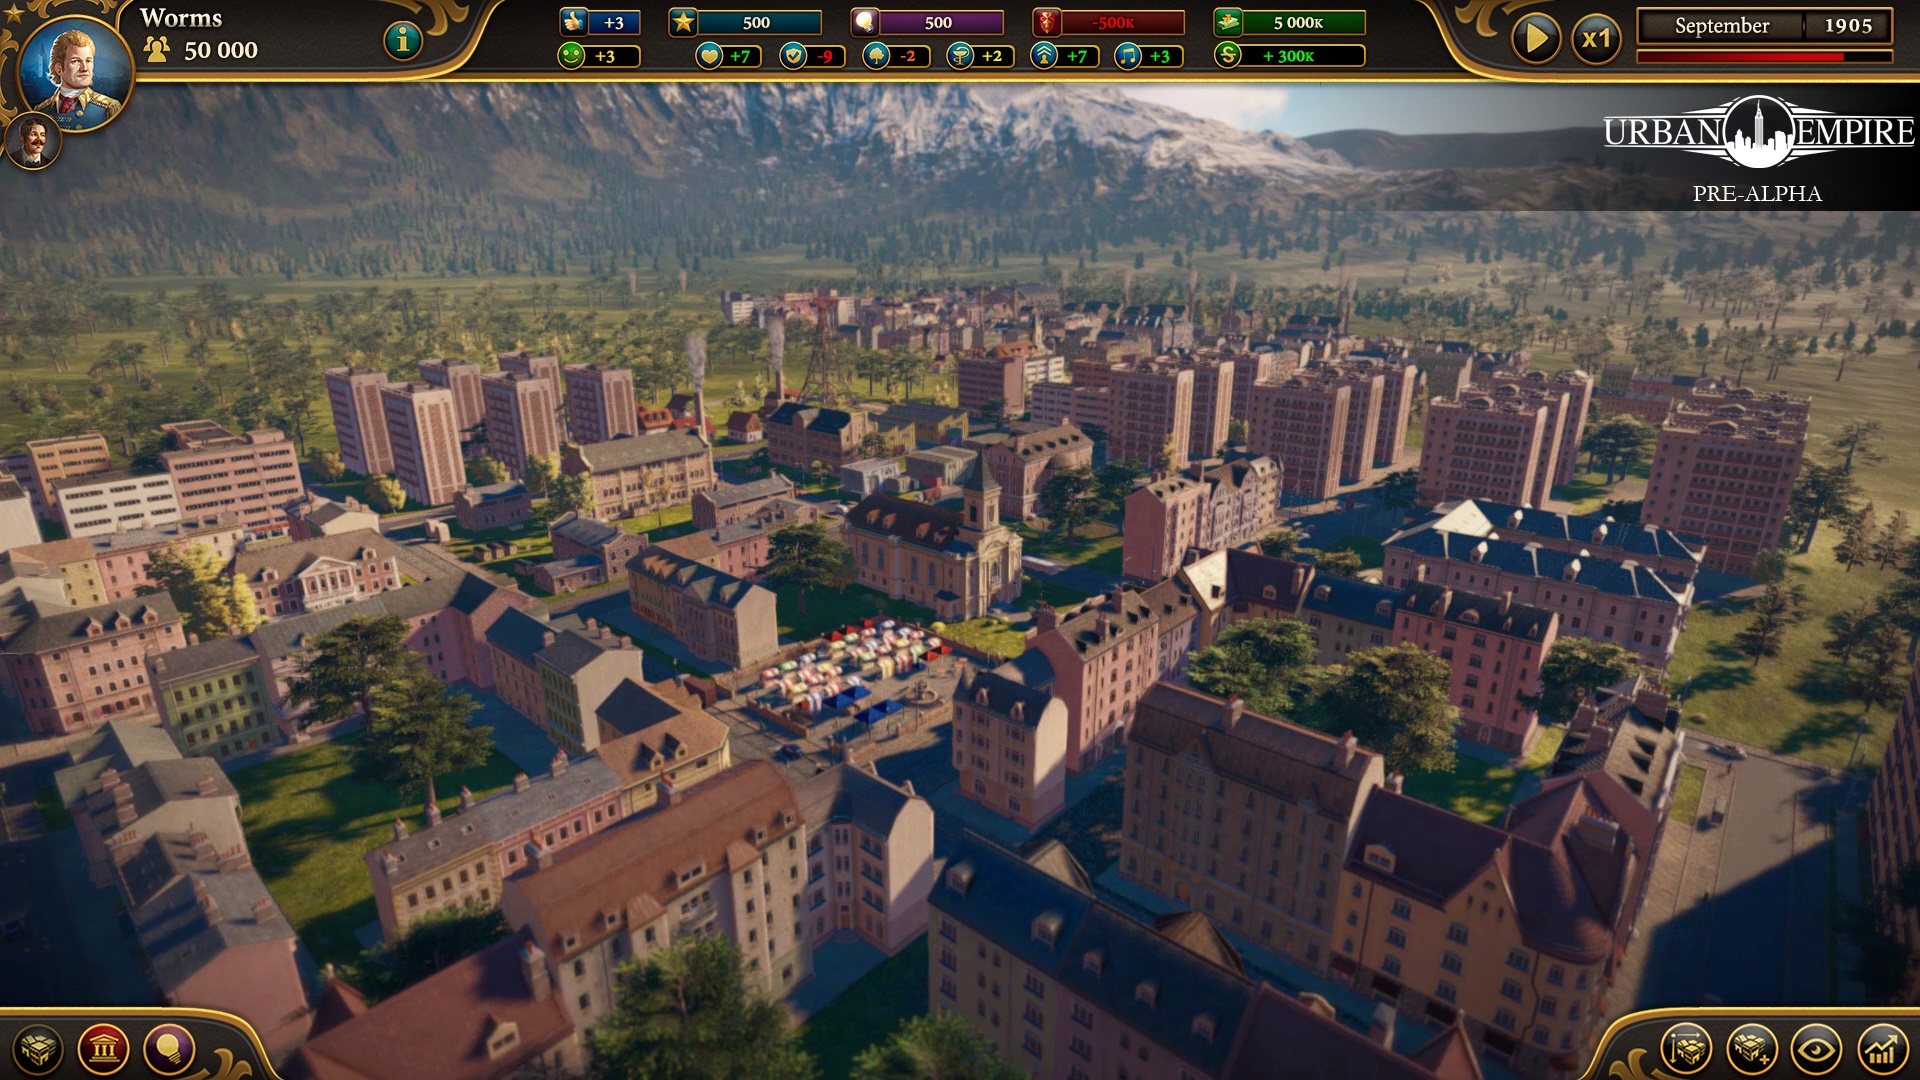 Worms
50 000
+3
500
500
-500K
5 000K
+3
+7
-9
-2
+2
+7
+3
+ 300K
x1
September 1905
URBAN EMPIRE
PRE-ALPHA